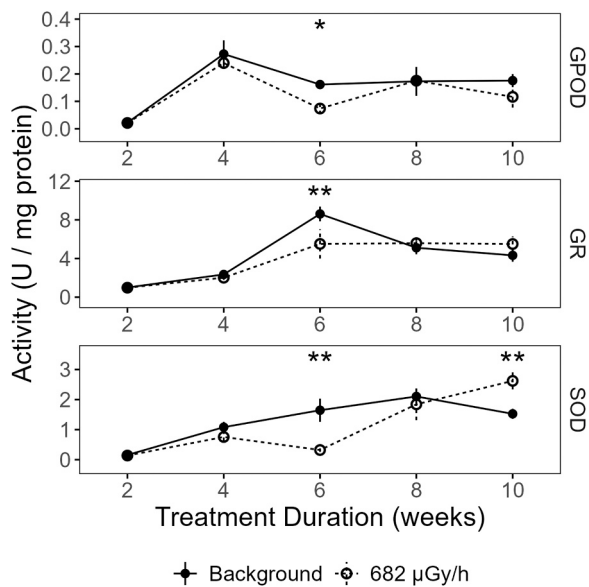 Activity (U / mg protein)
*
0.4
0.3
0.2
0.1
0.0
GPOD
2 4 6 8 10
**
12
8
4
0
GR
2 4 6 8 10
** **
3
2
1
0
SOD
2 4 6 8 10
Treatment Duration (weeks)
Background 682 µGy/h